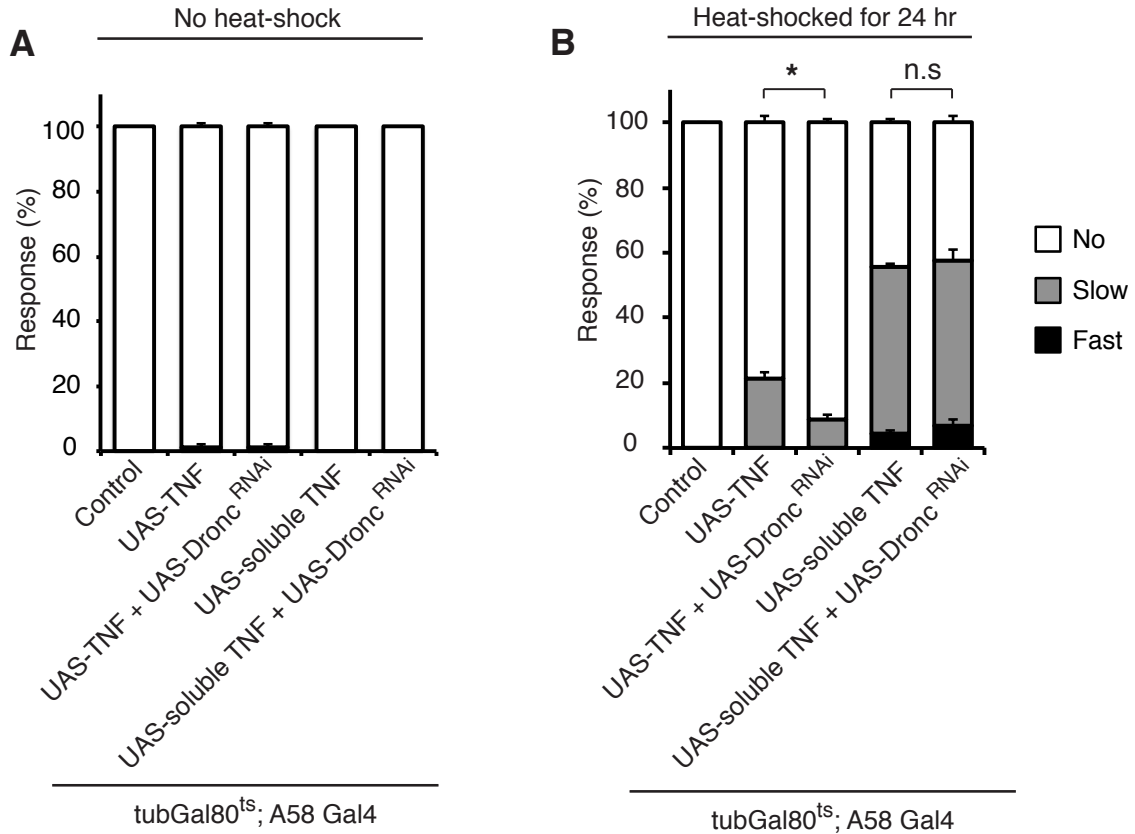 A
No heat-shock
Response (%)
100
80
60
40
20
0
Control
UAS-TNF
UAS-TNF + UAS-Dronc RNAi
UAS-soluble TNF
UAS-soluble TNF + UAS-Dronc RNAi
tubGal80ts; A58 Gal4
B
Heat-shocked for 24 hr
*
n.s
Response (%)
100
80
60
40
20
0
Control
UAS-TNF
UAS-TNF + UAS-Dronc RNAi
UAS-soluble TNF
UAS-soluble TNF + UAS-Dronc RNAi
tubGal80ts; A58 Gal4
No
Slow
Fast